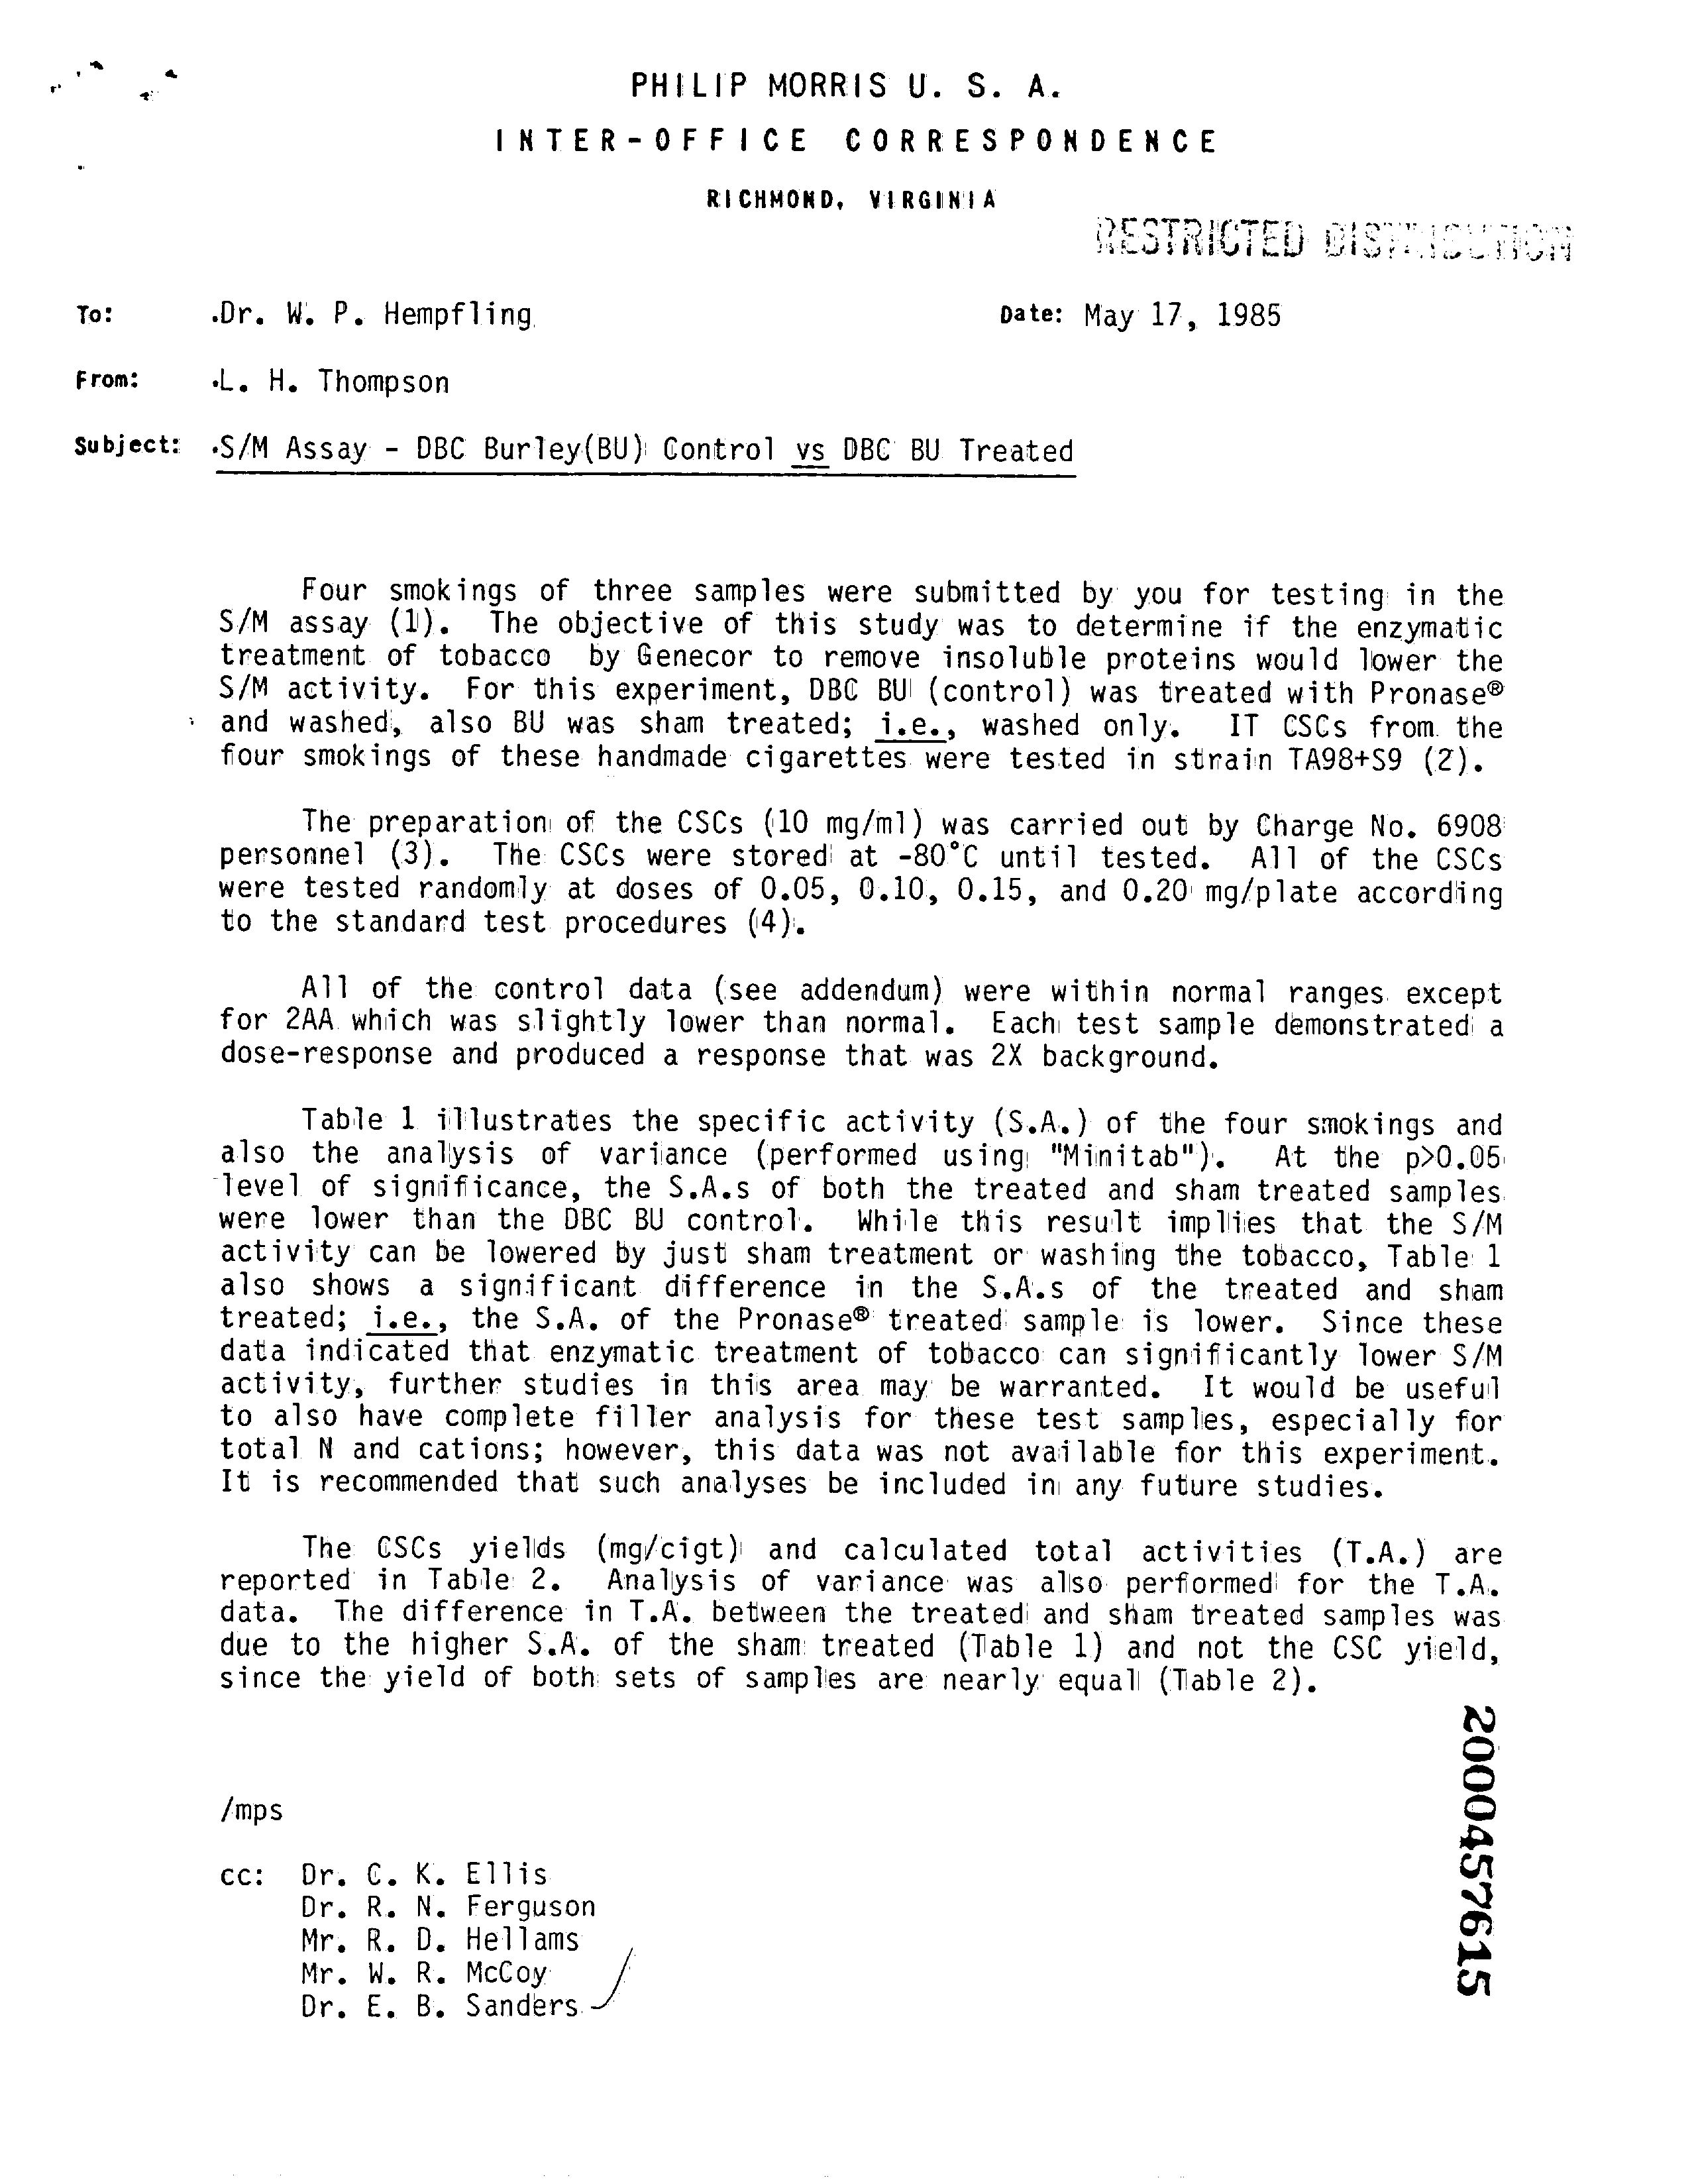 PHILIP MORRIS U. S. A.
INTER-OFFICE CORRESPONDENCE
RICHMOND, VIRGINIA
RESTRICTED DISTRIBUTION
To: .Dr. W. P. Hempfling Date: May 17, 1985
From: .L. H. Thompson
Subject: .S/M Assay - DBC Burley(BU) Control vs DBC BU Treated
Four smokings of three samples were submitted by you for testing in the
S/M assay (1). The objective of this study was to determine if the enzymatic
treatment of tobacco by Genecor to remove insoluble proteins would lower the
S/M activity. For this experiment, DBC BU (control) was treated with Pronase®
and washed, also BU was sham treated; i.e., washed only. IT CSCs from the
four smokings of these handmade cigarettes were tested in strain TA98+S9 (2).
The preparation of the CSCs (10 mg/ml) was carried out by Charge No. 6908
personnel (3). The CSCs were stored at -80°C until tested. All of the CSCs
were tested randomly at doses of 0.05, 0.10, 0.15, and 0.20 mg/plate according
to the standard test procedures (4).
All of the control data (see addendum) were within normal ranges except
for 2AA which was slightly lower than normal. Each test sample demonstrated a
dose-response and produced a response that was 2X background.
Table 1 illustrates the specific activity (S.A.) of the four smokings and
also the analysis of variance (performed using "Minitab"). At the p>0.05
level of significance, the S.A.s of both the treated and sham treated samples
were lower than the DBC BU control. While this result implies that the S/M
activity can be lowered by just sham treatment or washing the tobacco, Table 1
also shows a significant difference in the S.A.s of the treated and sham
treated; i.e., the S.A. of the Pronase® treated sample is lower. Since these
data indicated that enzymatic treatment of tobacco can significantly lower S/M
activity, further studies in this area may be warranted. It would be useful
to also have complete filler analysis for these test samples, especially for
total N and cations; however, this data was not available for this experiment.
It is recommended that such analyses be included in any future studies.
The CSCs yields (mg/cigt) and calculated total activities (T.A.) are
reported in Table 2. Analysis of variance was also performed for the T.A.
data. The difference in T.A. between the treated and sham treated samples was
due to the higher S.A. of the sham treated (Table 1) and not the CSC yield,
since the yield of both sets of samples are nearly equal (Table 2).
/mps
cc: Dr. C. K. Ellis
Dr. R. N. Ferguson
Mr. R. D. Hellams
Mr. W. R. McCoy
Dr. E. B. Sanders
2000457615